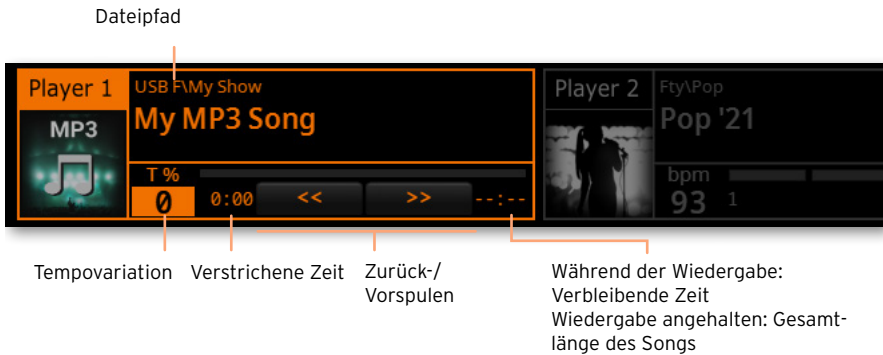 Dateipfad
Player 1
USB F\My Show
My MP3 Song
MP3
T %
0
0:00
<<
>>
--:--
Player 2
Fty\Pop
Pop '21
bpm
93
1
Tempovariation
Verstrichene Zeit
Zurück-/
Vorspulen
Während der Wiedergabe:
Verbleibende Zeit
Wiedergabe angehalten: Gesamt-
länge des Songs